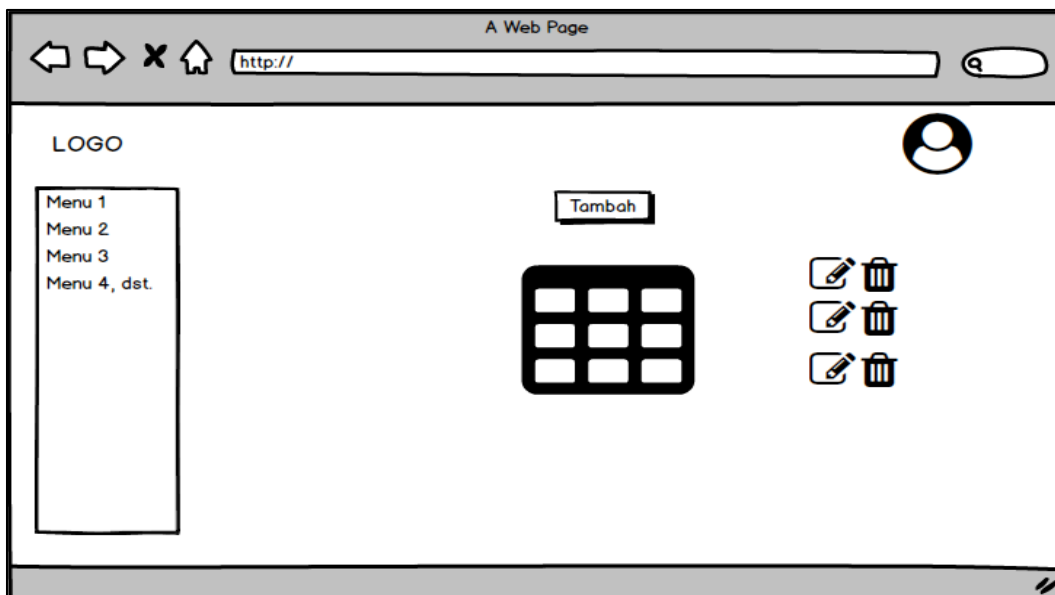 A Web Page
http://
LOGO
Menu 1
Menu 2
Menu 3
Menu 4, dst.
Tambah